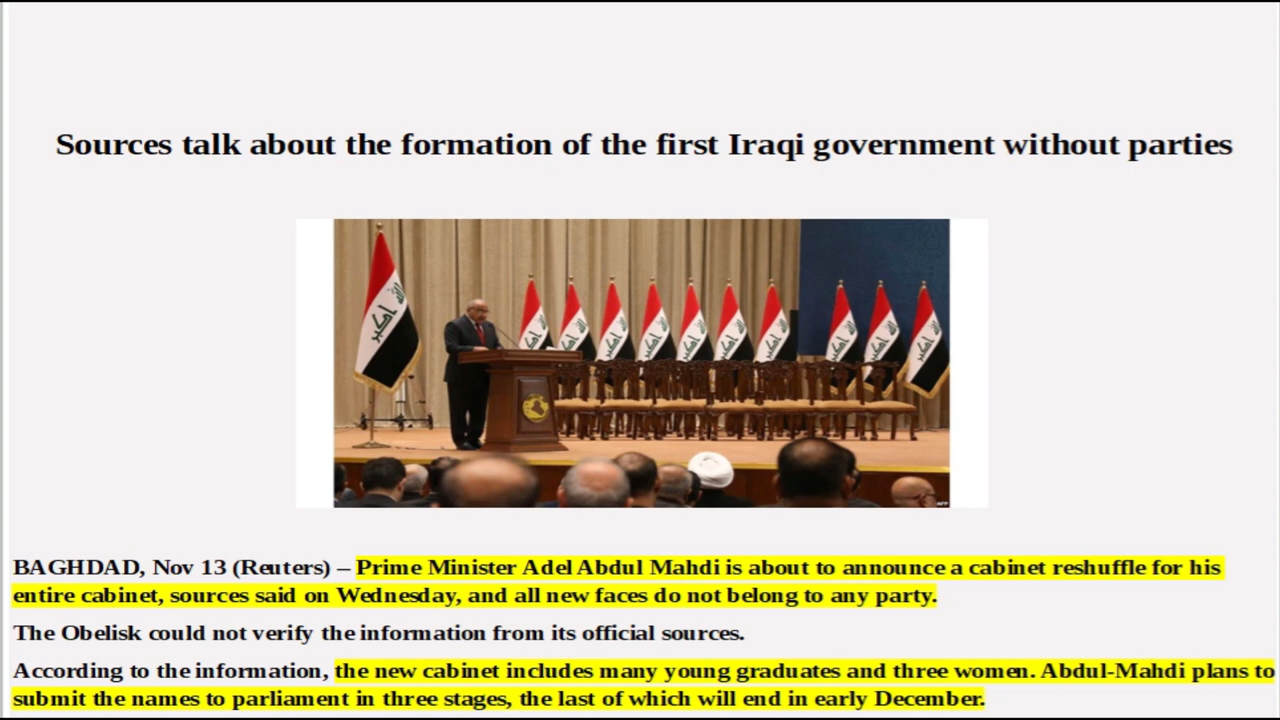 Sources talk about the formation of the first Iraqi government without parties
AFP
BAGHDAD, Nov 13 (Reuters) – Prime Minister Adel Abdul Mahdi is about to announce a cabinet reshuffle for his
entire cabinet, sources said on Wednesday, and all new faces do not belong to any party.
The Obelisk could not verify the information from its official sources.
According to the information, the new cabinet includes many young graduates and three women. Abdul-Mahdi plans to
submit the names to parliament in three stages, the last of which will end in early December.